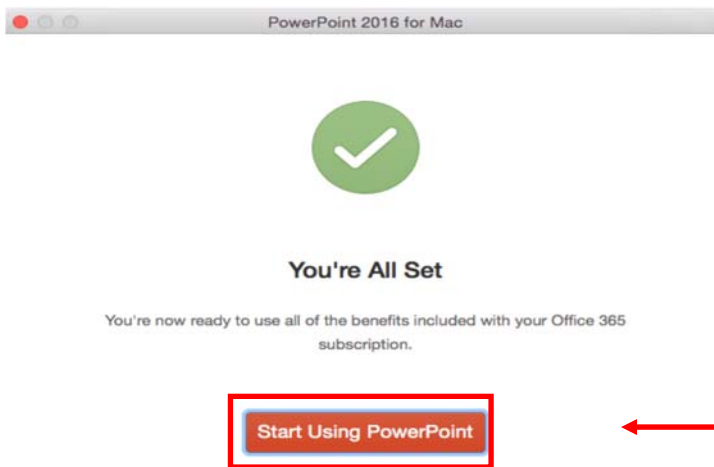 PowerPoint 2016 for Mac
You're All Set
You're now ready to use all of the benefits included with your Office 365
subscription.
Start Using PowerPoint